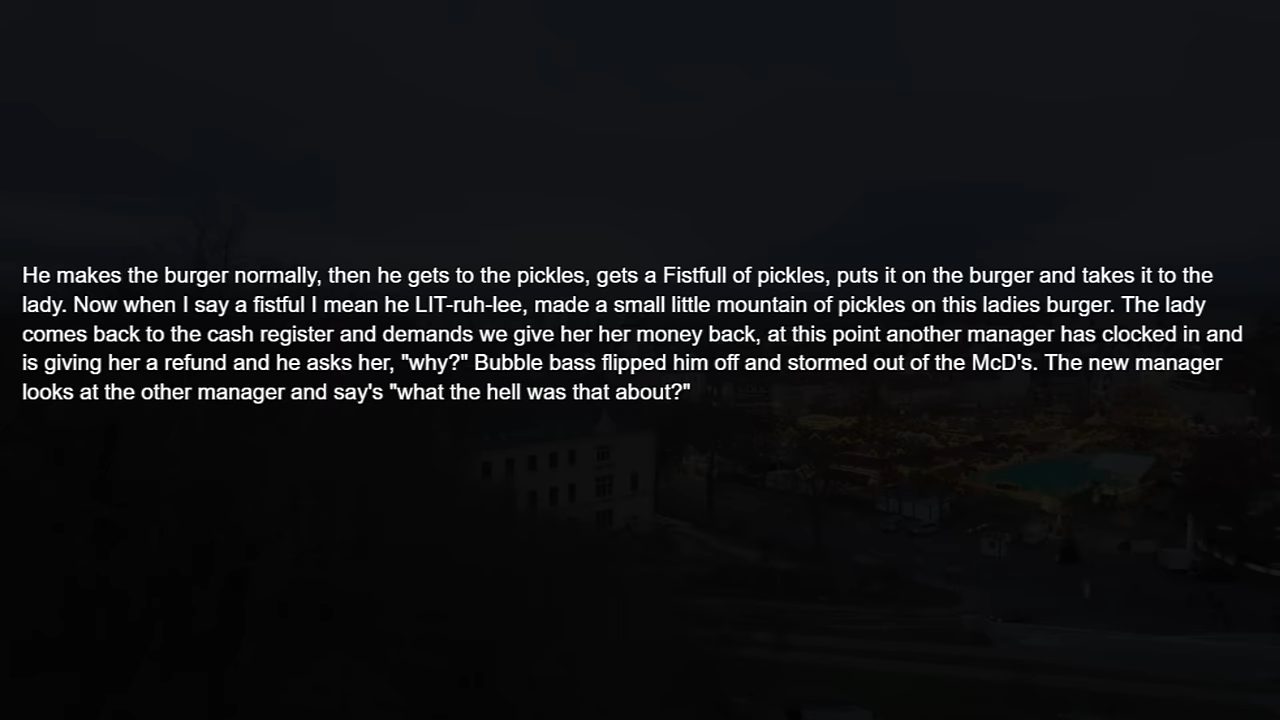 He makes the burger normally, then he gets to the pickles, gets a Fistfull of pickles, puts it on the burger and takes it to the
lady. Now when I say a fistful I mean he LIT-ruh-lee, made a small little mountain of pickles on this ladies burger. The lady
comes back to the cash register and demands we give her her money back, at this point another manager has clocked in and
is giving her a refund and he asks her, "why?" Bubble bass flipped him off and stormed out of the McD's. The new manager
looks at the other manager and say's "what the hell was that about?"